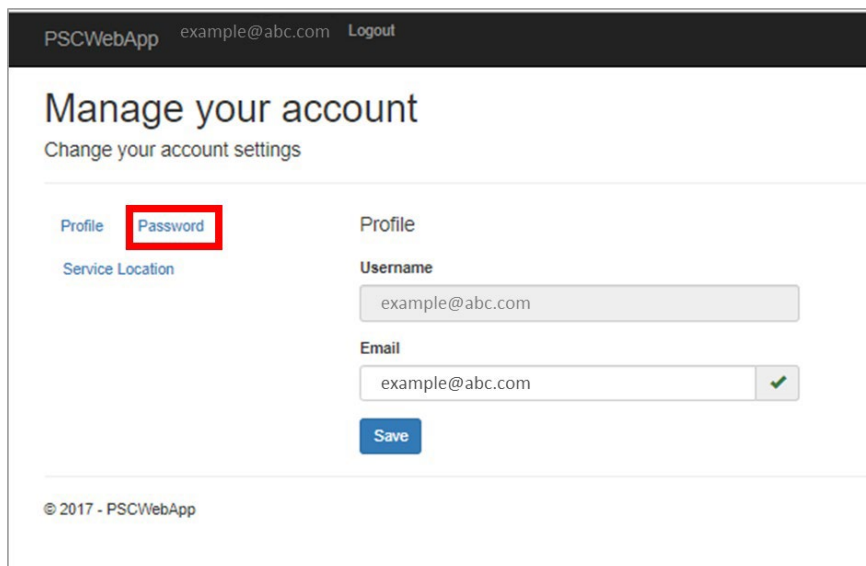 PSCWebApp example@abc.com Logout
Manage your account
Change your account settings
Profile Password
Service Location
Profile
Username
example@abc.com
Email
example@abc.com
Save
© 2017 - PSCWebApp